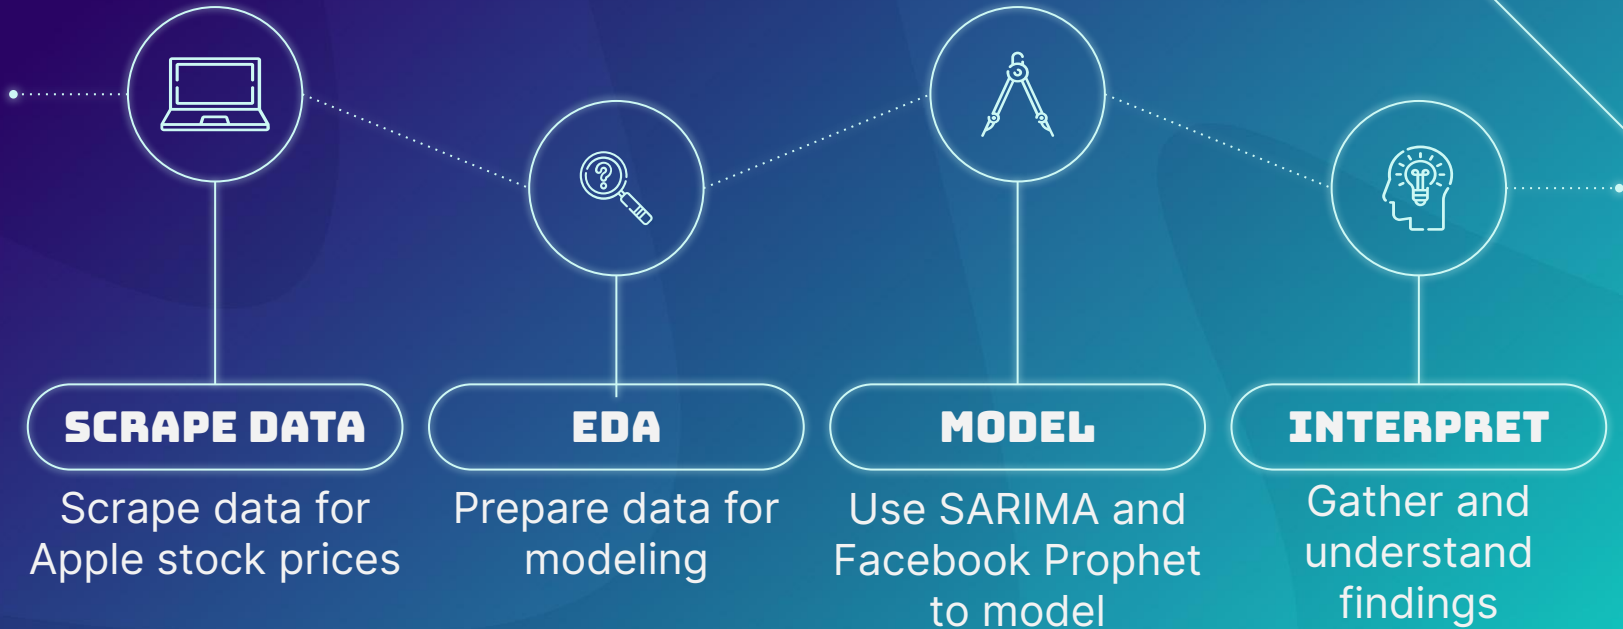 SCRAPE DATA
Scrape data for
Apple stock prices
EDA
Prepare data for
modeling
MODEL
Use SARIMA and
Facebook Prophet
to model
INTERPRET
Gather and
understand
findings